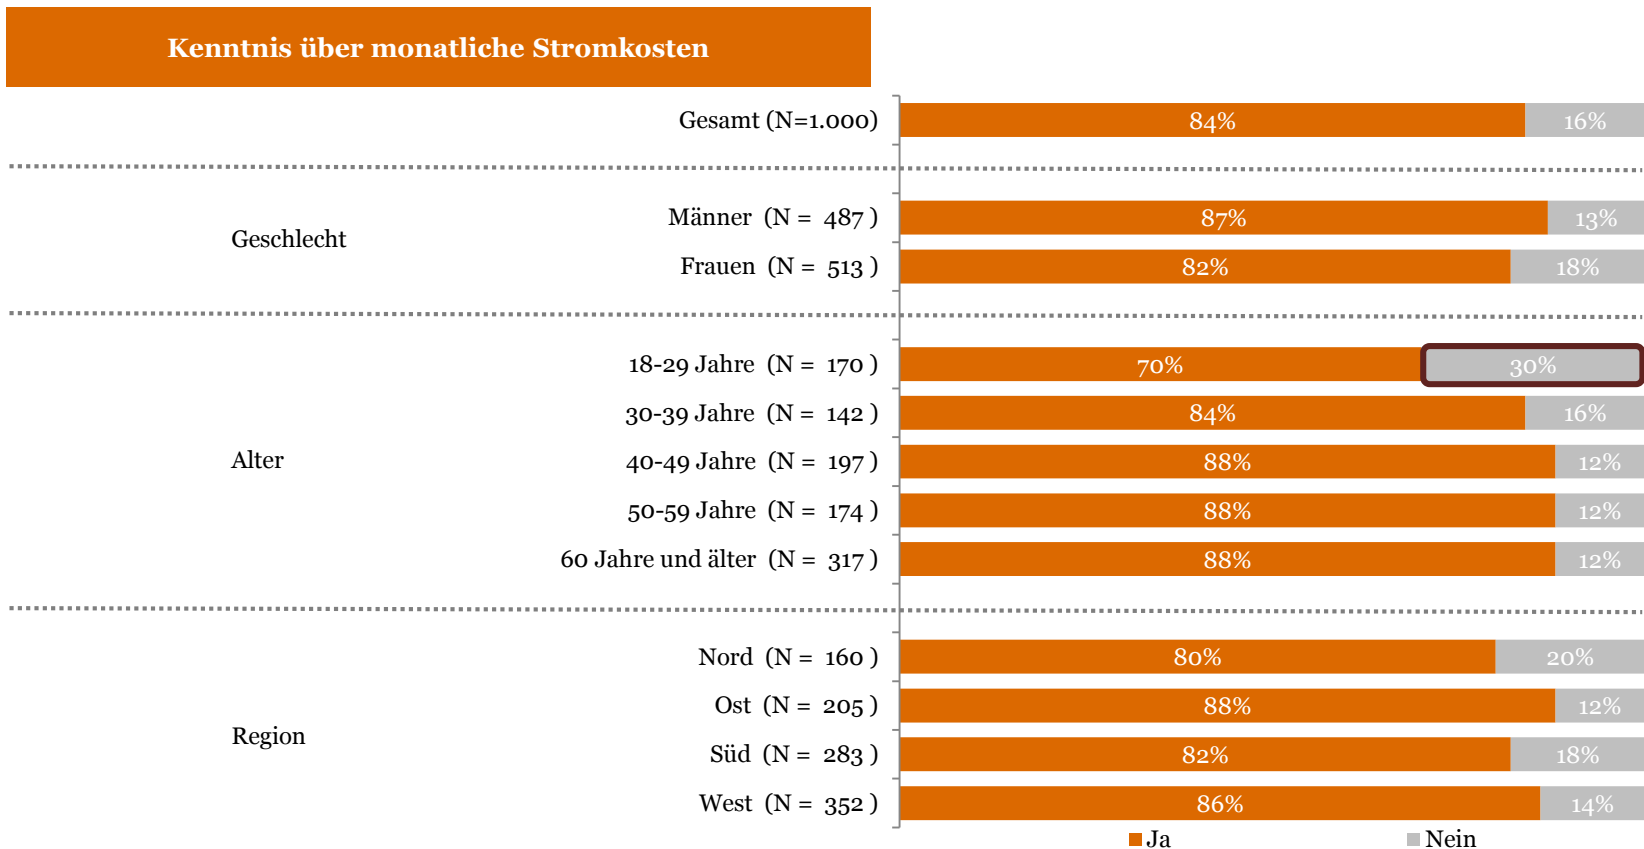 Kenntnis über monatliche Stromkosten
Gesamt (N=1.000) 84% 16%
Geschlecht
Männer (N = 487 ) 87% 13%
Frauen (N = 513 ) 82% 18%
Alter
18-29 Jahre (N = 170 ) 70% 30%
30-39 Jahre (N = 142 ) 84% 16%
40-49 Jahre (N = 197 ) 88% 12%
50-59 Jahre (N = 174 ) 88% 12%
60 Jahre und älter (N = 317 ) 88% 12%
Region
Nord (N = 160 ) 80% 20%
Ost (N = 205 ) 88% 12%
Süd (N = 283 ) 82% 18%
West (N = 352 ) 86% 14%
Ja Nein